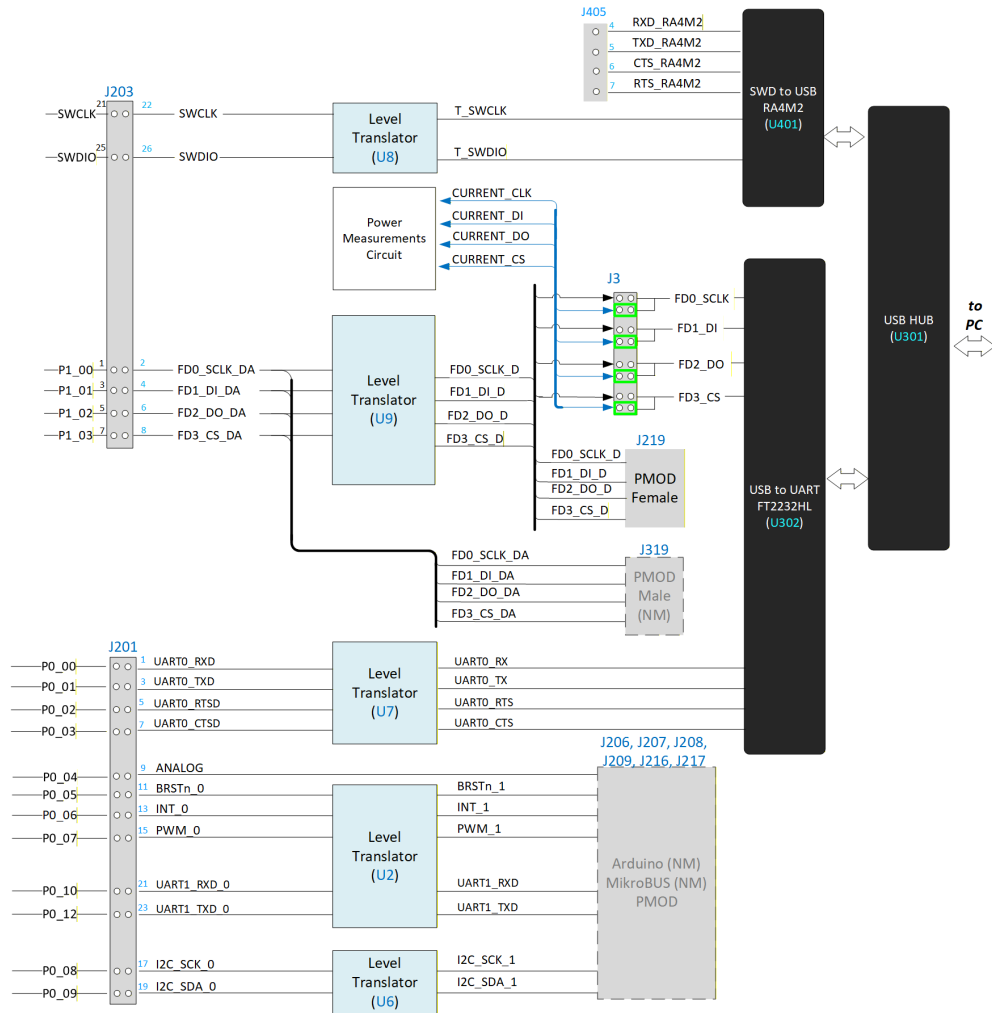 J405
4 RXD_RA4M2
5 TXD_RA4M2
6 CTS_RA4M2
7 RTS_RA4M2
SWD to USB
RA4M2
(U401)
J203
SWCLK 21 22 SWCLK
SWDIO 25 26 SWDIO
Level
Translator
(U8)
T_SWCLK
T_SWDIO
Power
Measurements
Circuit
CURRENT_CLK
CURRENT_DI
CURRENT_DO
CURRENT_CS
J3
FD0_SCLK
FD1_DI
FD2_DO
FD3_CS
USB HUB
(U301)
to
PC
P1_00 1 2 FD0_SCLK_DA
P1_01 3 4 FD1_DI_DA
P1_02 5 6 FD2_DO_DA
P1_03 7 8 FD3_CS_DA
Level
Translator
(U9)
FD0_SCLK_D
FD1_DI_D
FD2_DO_D
FD3_CS_D
J219
FD0_SCLK_D
FD1_DI_D
FD2_DO_D
FD3_CS_D
PMOD
Female
USB to UART
FT2232HL
(U302)
J319
FD0_SCLK_DA
FD1_DI_DA
FD2_DO_DA
FD3_CS_DA
PMOD
Male
(NM)
J201
P0_00 1 UART0_RXD
P0_01 3 UART0_TXD
P0_02 5 UART0_RTSD
P0_03 7 UART0_CTSD
Level
Translator
(U7)
UART0_RX
UART0_TX
UART0_RTS
UART0_CTS
J206, J207, J208,
J209, J216, J217
P0_04 9 ANALOG
P0_05 11 BRSTn_0
P0_06 13 INT_0
P0_07 15 PWM_0
P0_10 21 UART1_RXD_0
P0_12 23 UART1_TXD_0
Level
Translator
(U2)
BRSTn_1
INT_1
PWM_1
UART1_RXD
UART1_TXD
Arduino (NM)
MikroBUS (NM)
PMOD
P0_08 17 I2C_SCK_0
P0_09 19 I2C_SDA_0
Level
Translator
(U6)
I2C_SCK_1
I2C_SDA_1